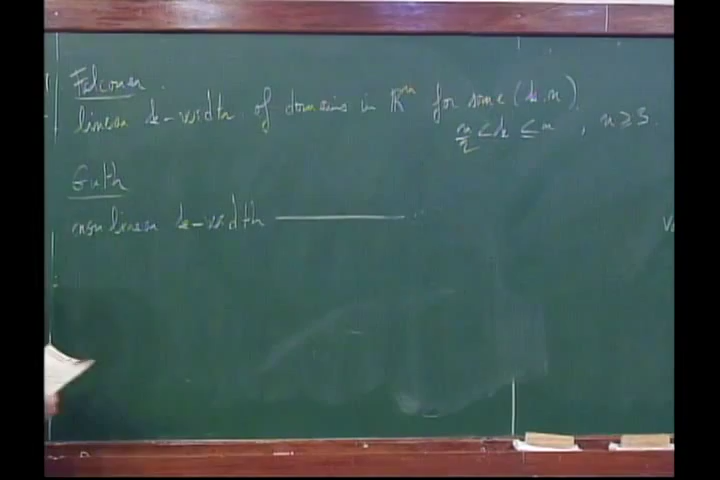 Falconer
linear k-width of domains in ℝⁿ for some (k,n)
n/2 < k ≤ n, n ≥ 3.
Guth
non linear k-width ————